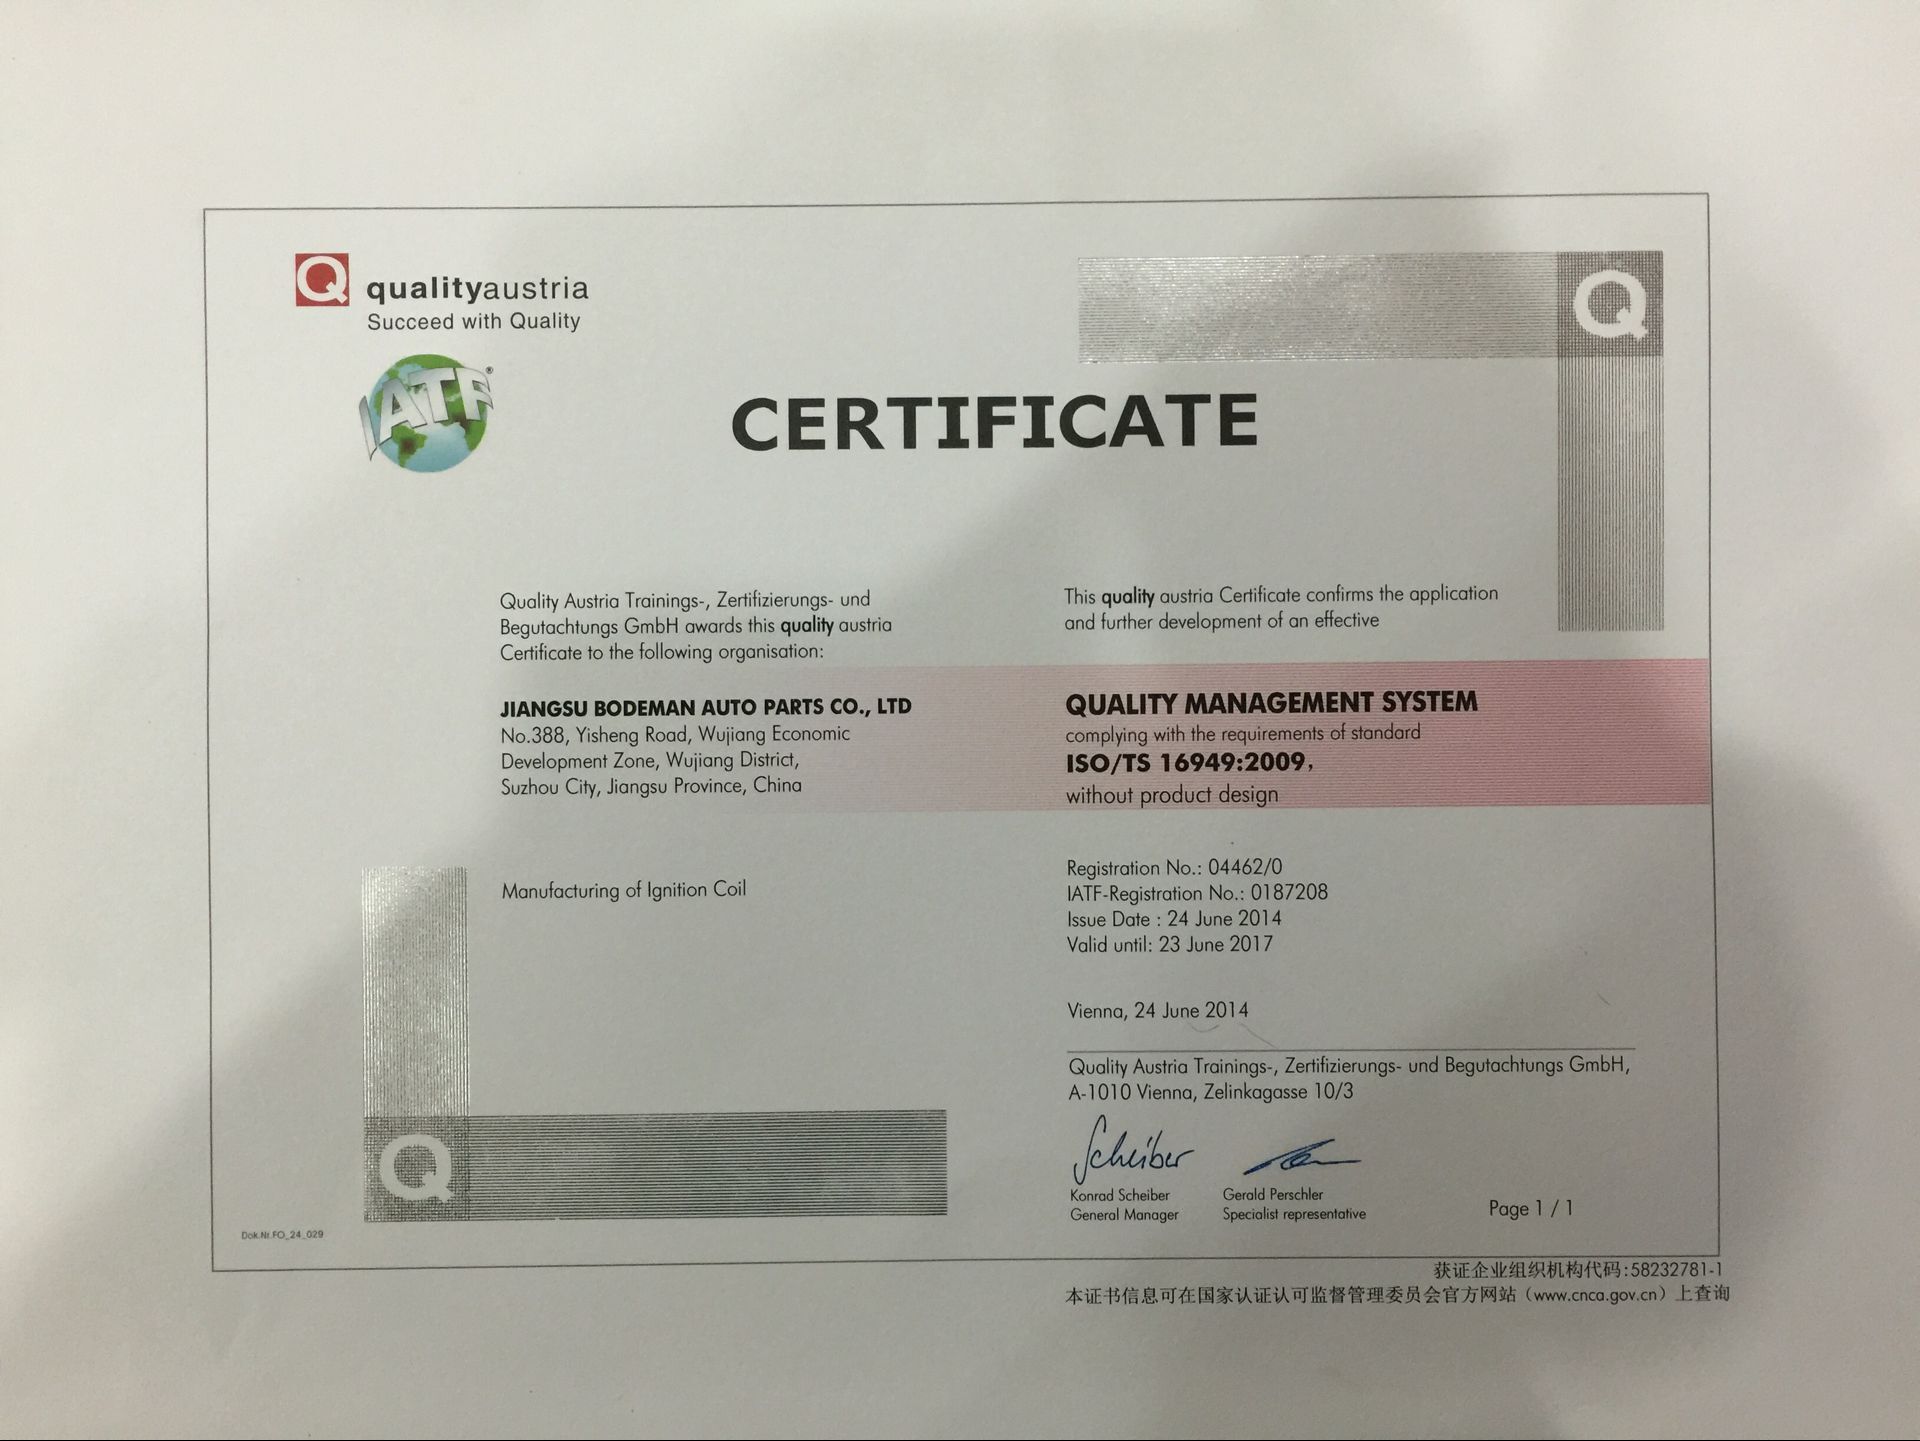 Q qualityaustria
Succeed with Quality
IATF®
Q
CERTIFICATE
Quality Austria Trainings-, Zertifizierungs- und
Begutachtungs GmbH awards this quality austria
Certificate to the following organisation:
JIANGSU BODEMAN AUTO PARTS CO., LTD
No.388, Yisheng Road, Wujiang Economic
Development Zone, Wujiang District,
Suzhou City, Jiangsu Province, China
Manufacturing of Ignition Coil
This quality austria Certificate confirms the application
and further development of an effective
QUALITY MANAGEMENT SYSTEM
complying with the requirements of standard
ISO/TS 16949:2009,
without product design
Registration No.: 04462/0
IATF-Registration No.: 0187208
Issue Date : 24 June 2014
Valid until: 23 June 2017
Vienna, 24 June 2014
Quality Austria Trainings-, Zertifizierungs- und Begutachtungs GmbH,
A-1010 Vienna, Zelinkagasse 10/3
Scheiber
Konrad Scheiber
General Manager
Gerald Perschler
Specialist representative
Page 1 / 1
Q
Dok.Nr.FO_24_029
获证企业组织机构代码:58232781-1
本证书信息可在国家认证认可监督管理委员会官方网站（www.cnca.gov.cn）上查询